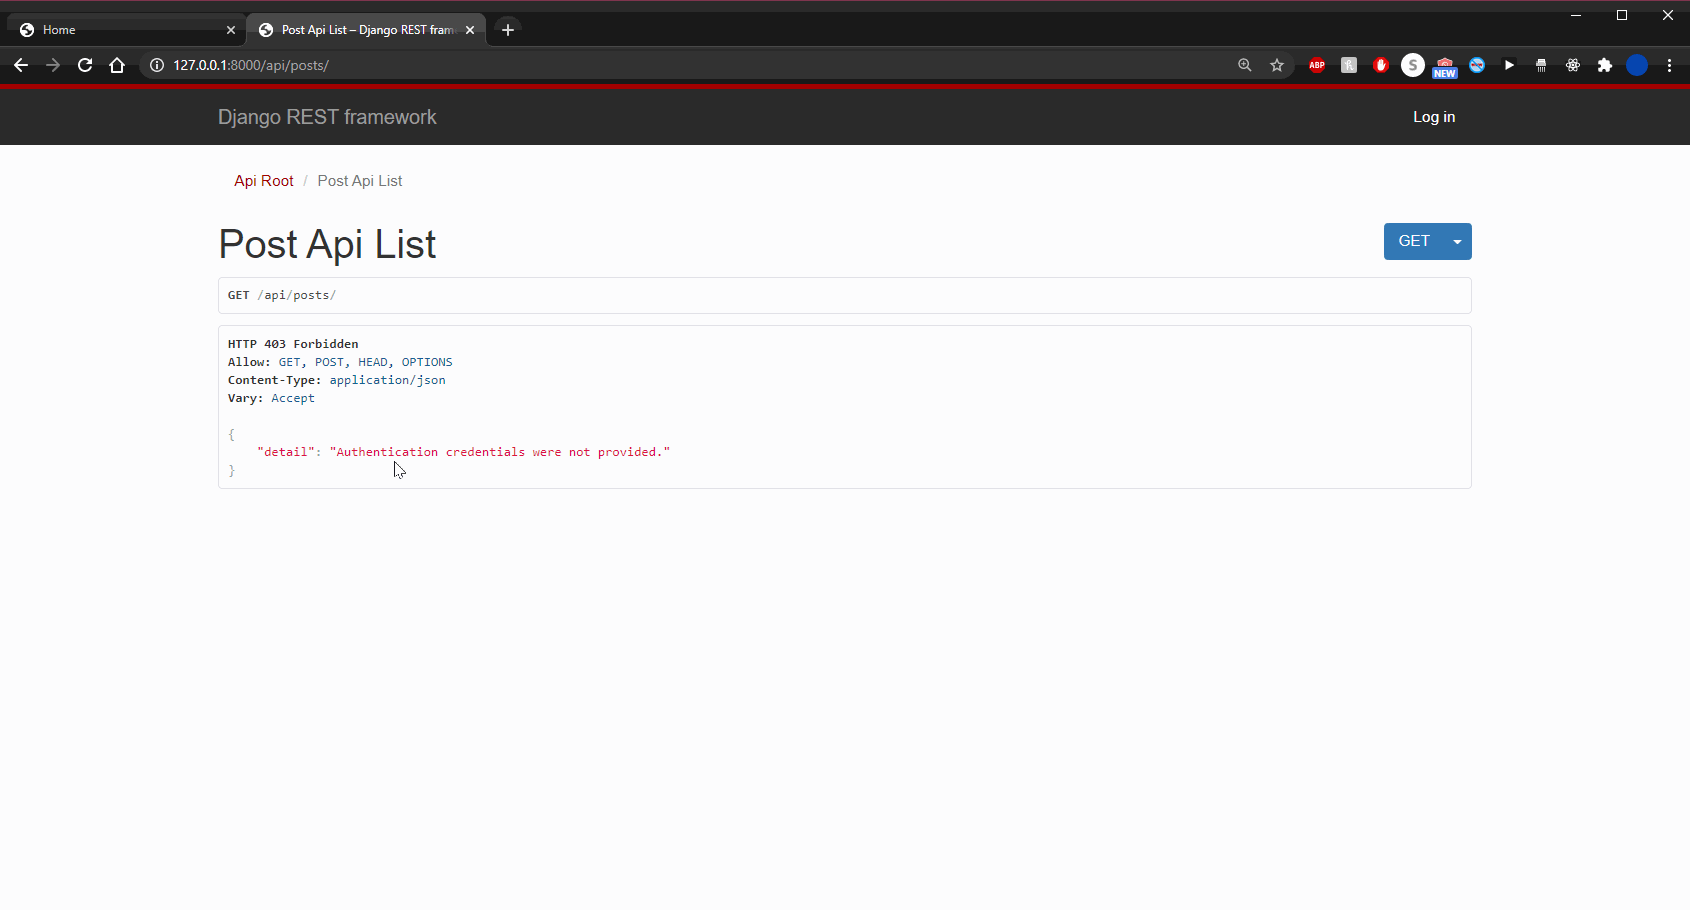 Home
Post Api List – Django REST fram
127.0.0.1:8000/api/posts/
ABP
S
NEW
Django REST framework
Log in
Api Root / Post Api List
Post Api List
GET
GET /api/posts/
HTTP 403 Forbidden
Allow: GET, POST, HEAD, OPTIONS
Content-Type: application/json
Vary: Accept
{
"detail": "Authentication credentials were not provided."
}